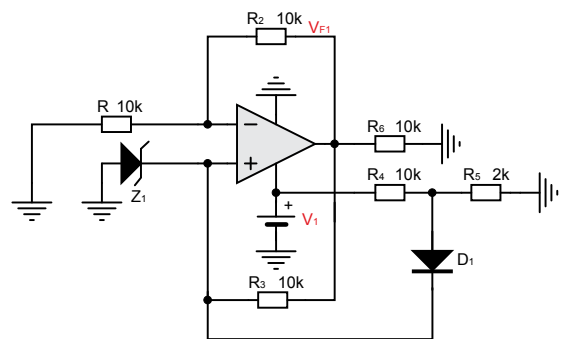 R2 10k
VF1
R 10k
−
R6 10k
+
Z1
R4 10k
R5 2k
+
V1
D1
R3 10k